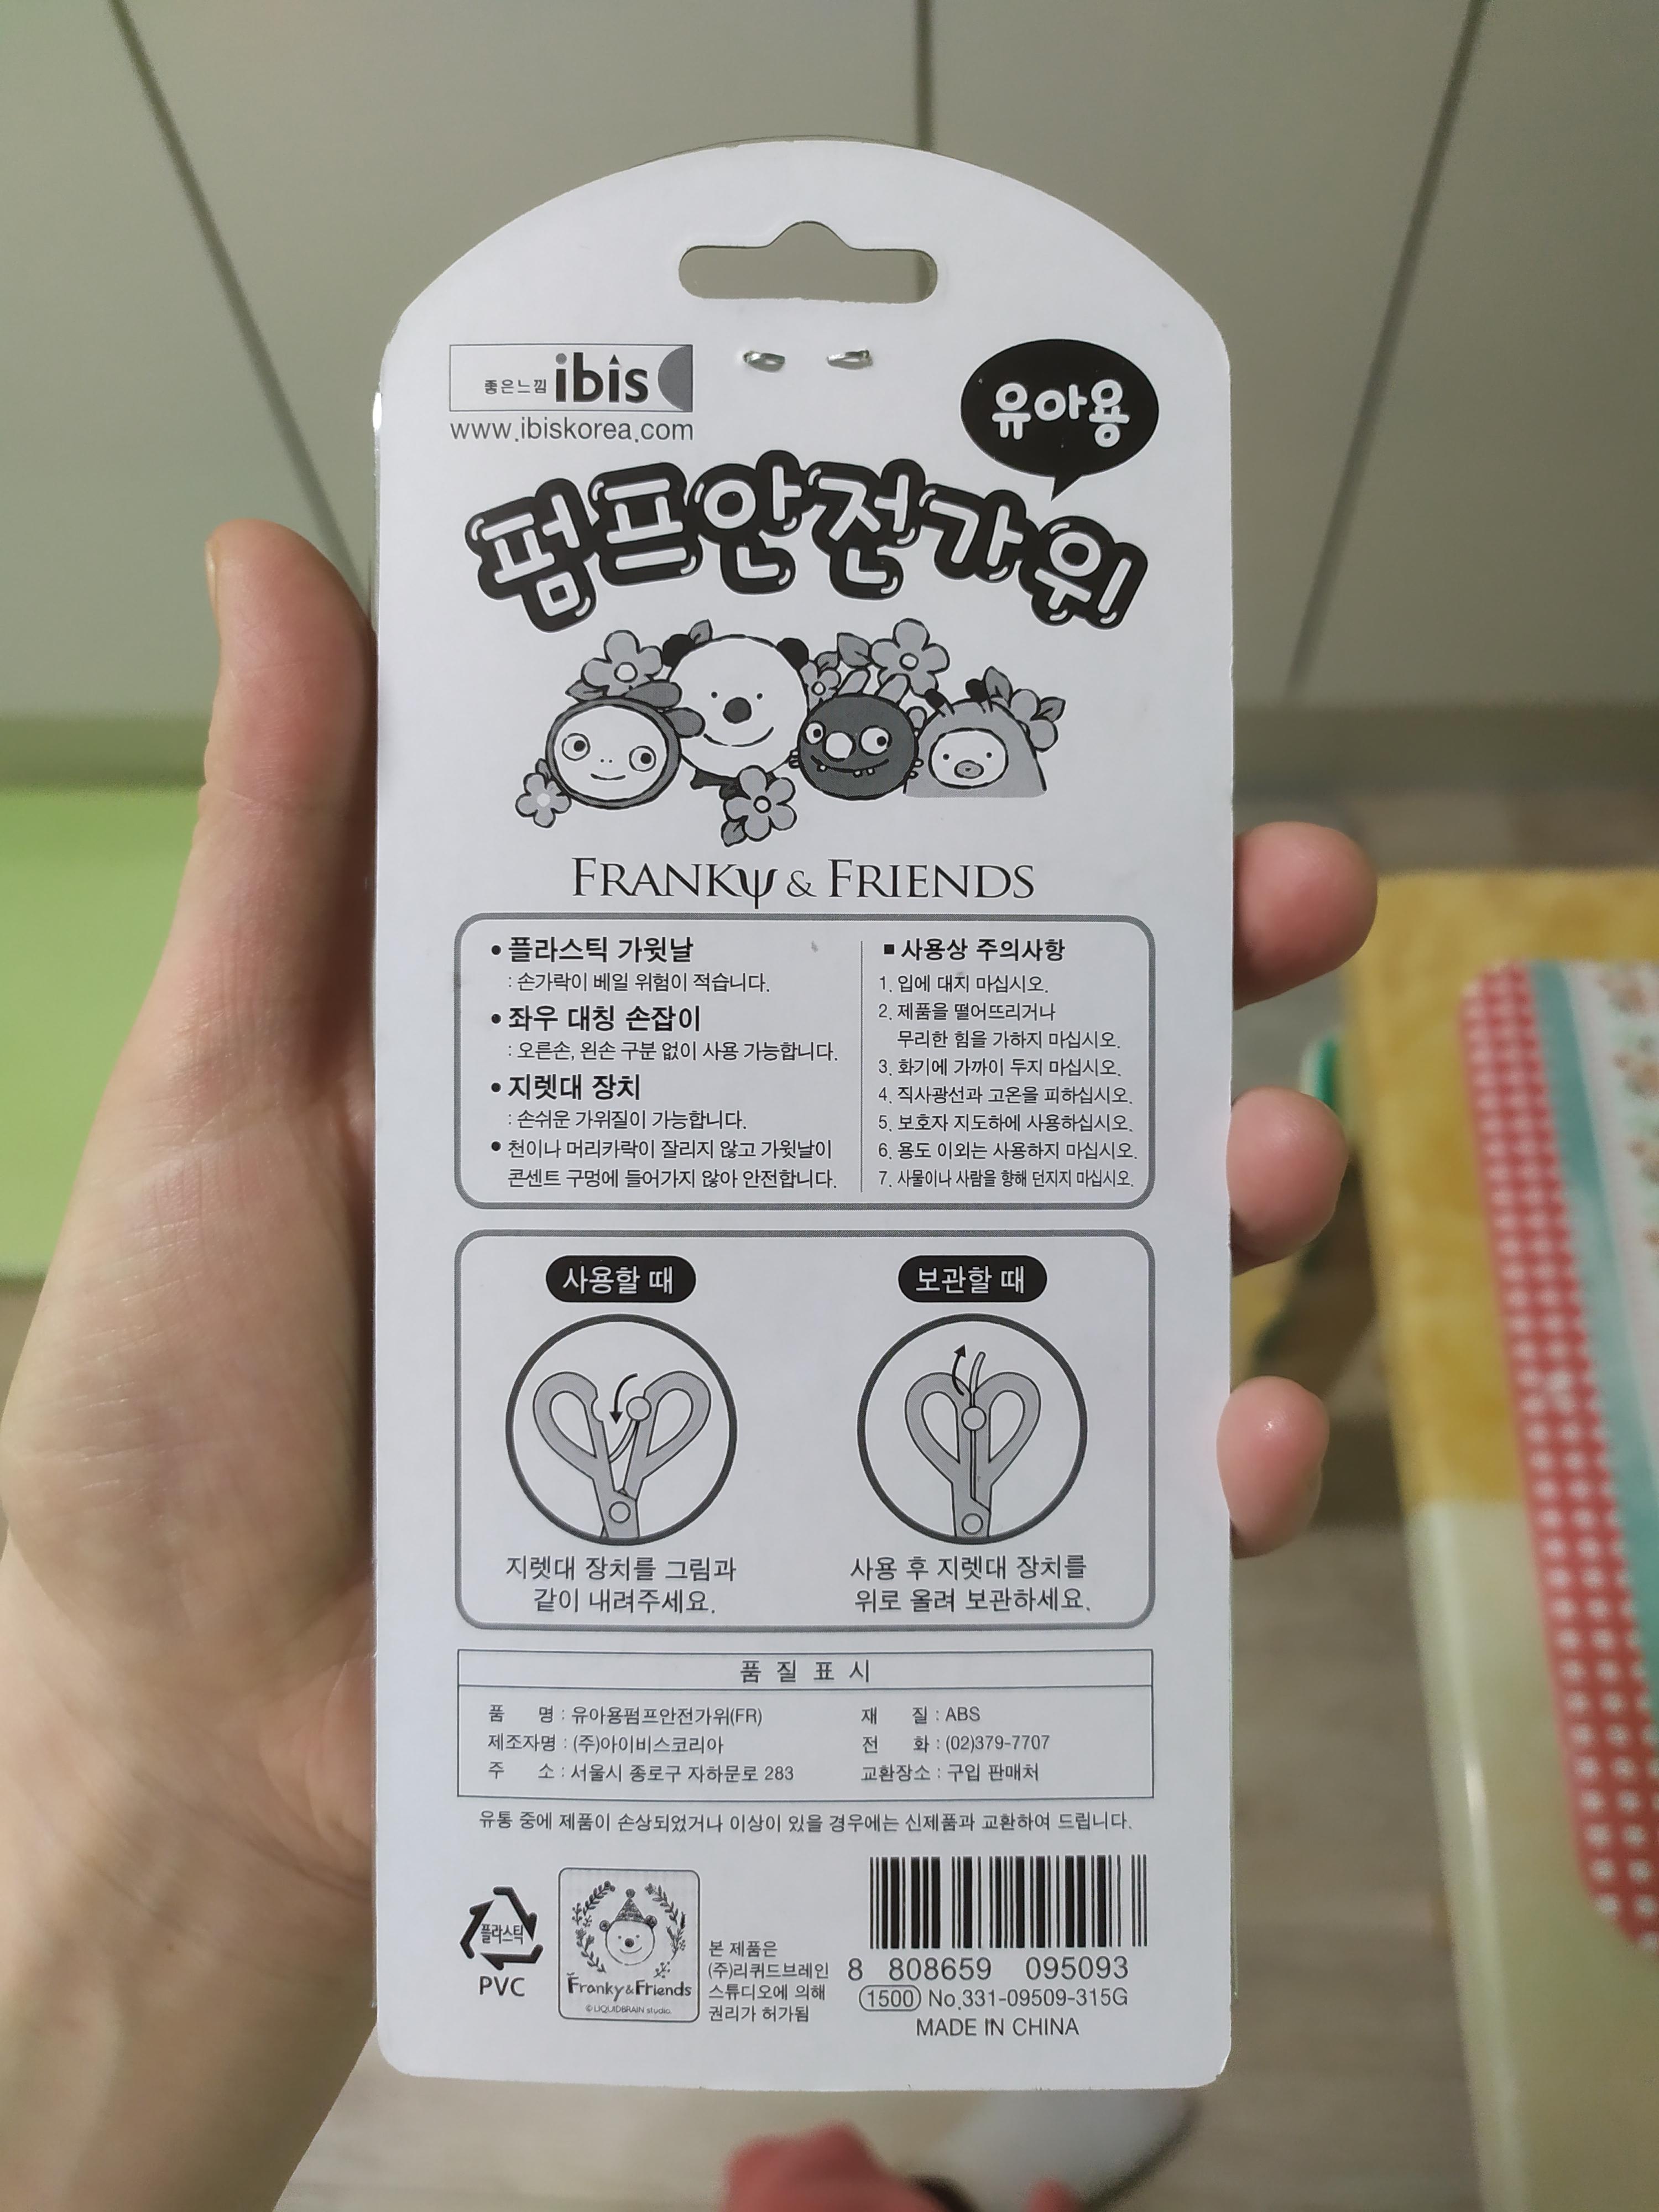 좋은느낌 ibis
www.ibiskorea.com
유아용
펌프안전가위
FRANKY & FRIENDS
• 플라스틱 가윗날
: 손가락이 베일 위험이 적습니다.
• 좌우 대칭 손잡이
: 오른손, 왼손 구분 없이 사용 가능합니다.
• 지렛대 장치
: 손쉬운 가위질이 가능합니다.
• 천이나 머리카락이 잘리지 않고 가윗날이
콘센트 구멍에 들어가지 않아 안전합니다.
■ 사용상 주의사항
1. 입에 대지 마십시오.
2. 제품을 떨어뜨리거나
무리한 힘을 가하지 마십시오.
3. 화기에 가까이 두지 마십시오.
4. 직사광선과 고온을 피하십시오.
5. 보호자 지도하에 사용하십시오.
6. 용도 이외는 사용하지 마십시오.
7. 사물이나 사람을 향해 던지지 마십시오.
사용할 때
지렛대 장치를 그림과
같이 내려주세요.
보관할 때
사용 후 지렛대 장치를
위로 올려 보관하세요.
품 질 표 시
품 명 : 유아용펌프안전가위(FR)
제조자명 : (주)아이비스코리아
주 소 : 서울시 종로구 자하문로 283
재 질 : ABS
전 화 : (02)379-7707
교환장소 : 구입 판매처
유통 중에 제품이 손상되었거나 이상이 있을 경우에는 신제품과 교환하여 드립니다.
플라스틱
PVC
Franky & Friends
© LIQUIDBRAIN studio.
본 제품은
(주)리퀴드브레인
스튜디오에 의해
권리가 허가됨
8 808659 095093
1500 No.331-09509-315G
MADE IN CHINA